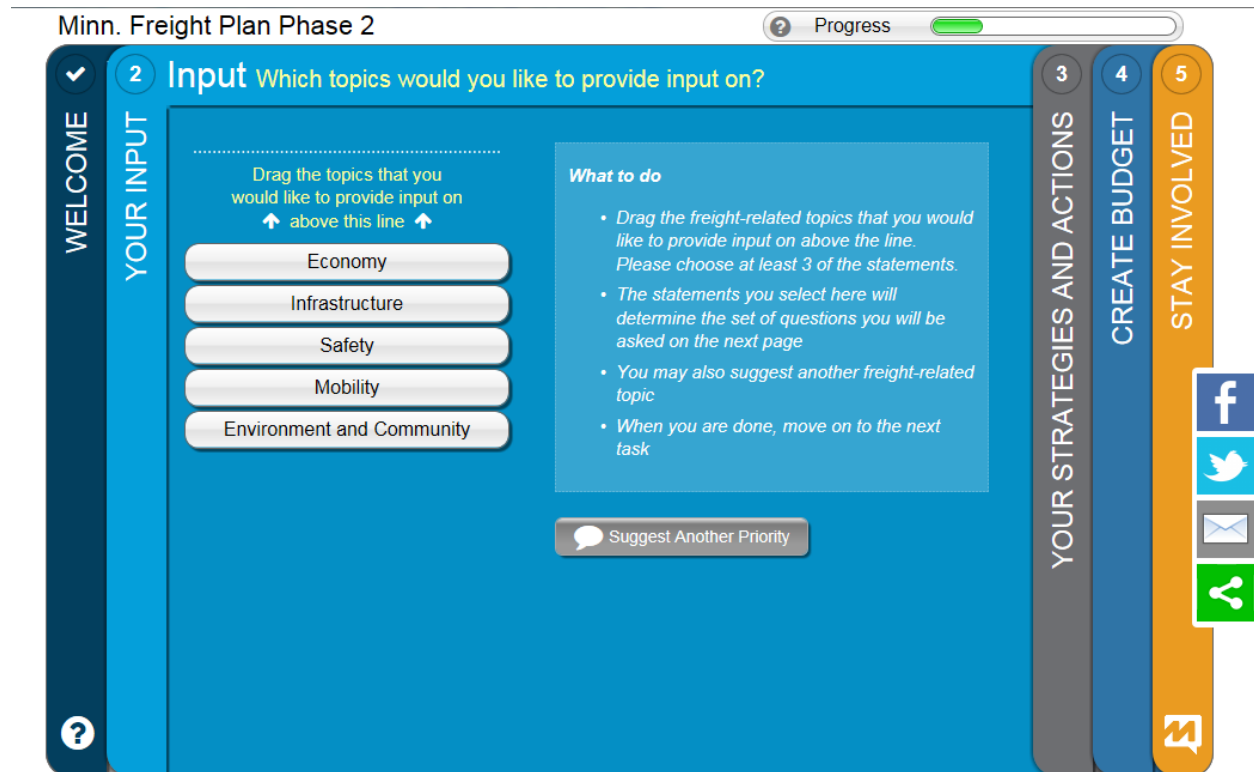 Minn. Freight Plan Phase 2
? Progress
WELCOME
2
YOUR INPUT
Input Which topics would you like to provide input on?
Drag the topics that you
would like to provide input on
above this line
Economy
Infrastructure
Safety
Mobility
Environment and Community
What to do
• Drag the freight-related topics that you would
like to provide input on above the line.
Please choose at least 3 of the statements.
• The statements you select here will
determine the set of questions you will be
asked on the next page
• You may also suggest another freight-related
topic
• When you are done, move on to the next
task
Suggest Another Priority
3
YOUR STRATEGIES AND ACTIONS
4
CREATE BUDGET
5
STAY INVOLVED
f
?